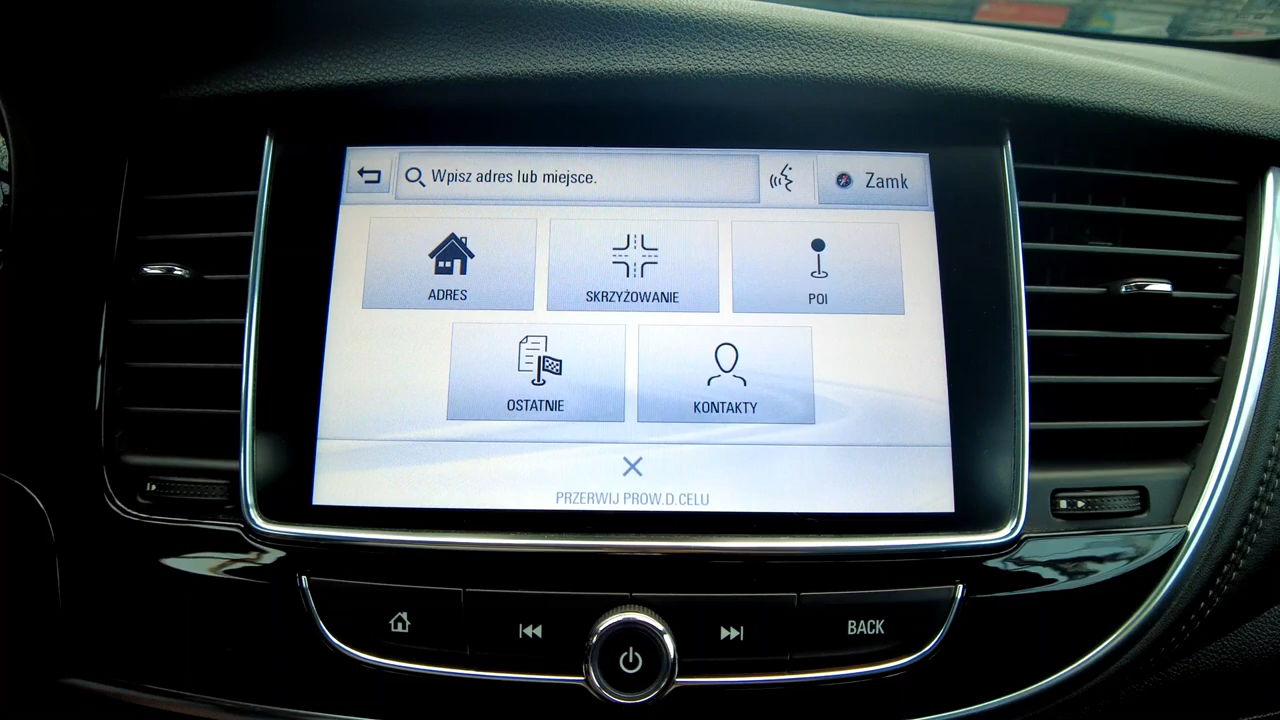 Wpisz adres lub miejsce.
Zamk
ADRES
SKRZYŻOWANIE
POI
OSTATNIE
KONTAKTY
PRZERWIJ PROW.D.CELU
BACK